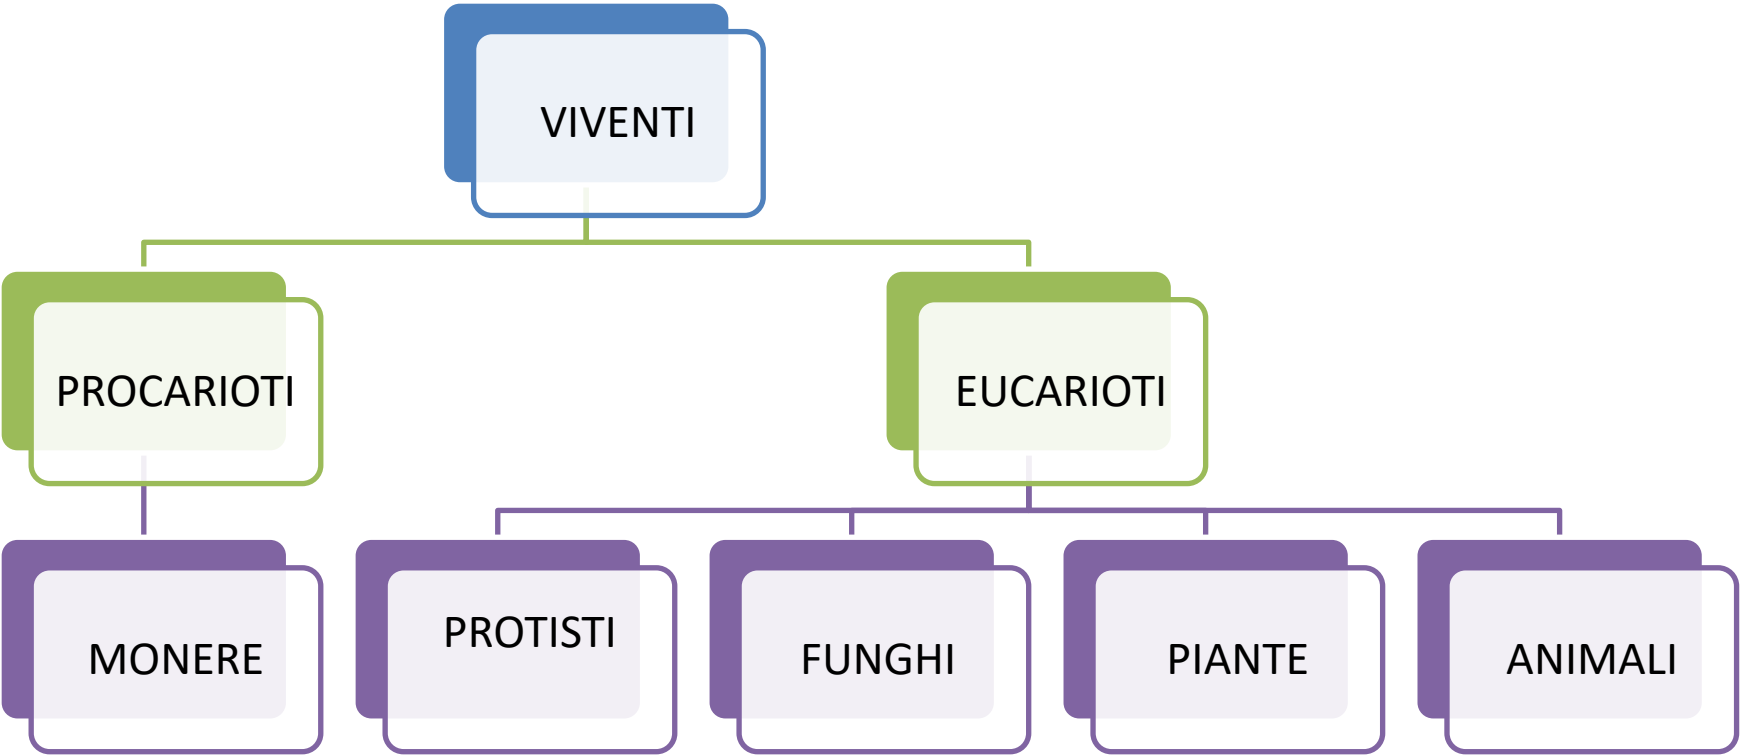 VIVENTI
PROCARIOTI
EUCARIOTI
MONERE
PROTISTI
FUNGHI
PIANTE
ANIMALI